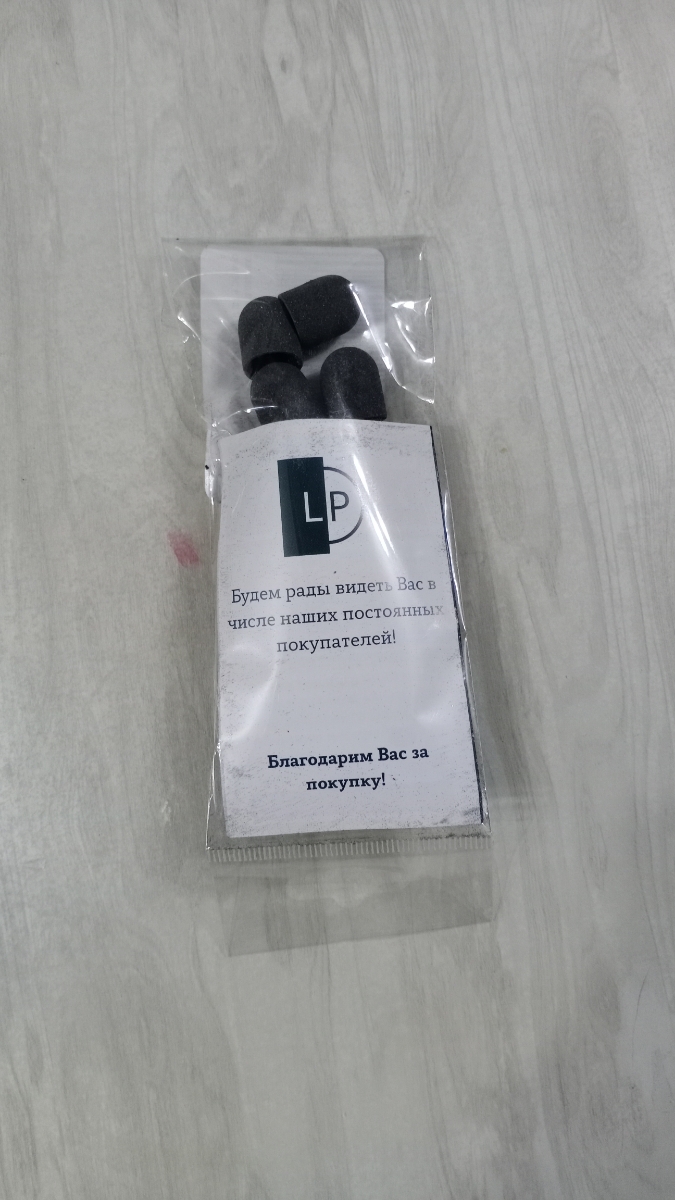 LP
Будем рады видеть Вас в
числе наших постоянных
покупателей!
Благодарим Вас за
покупку!